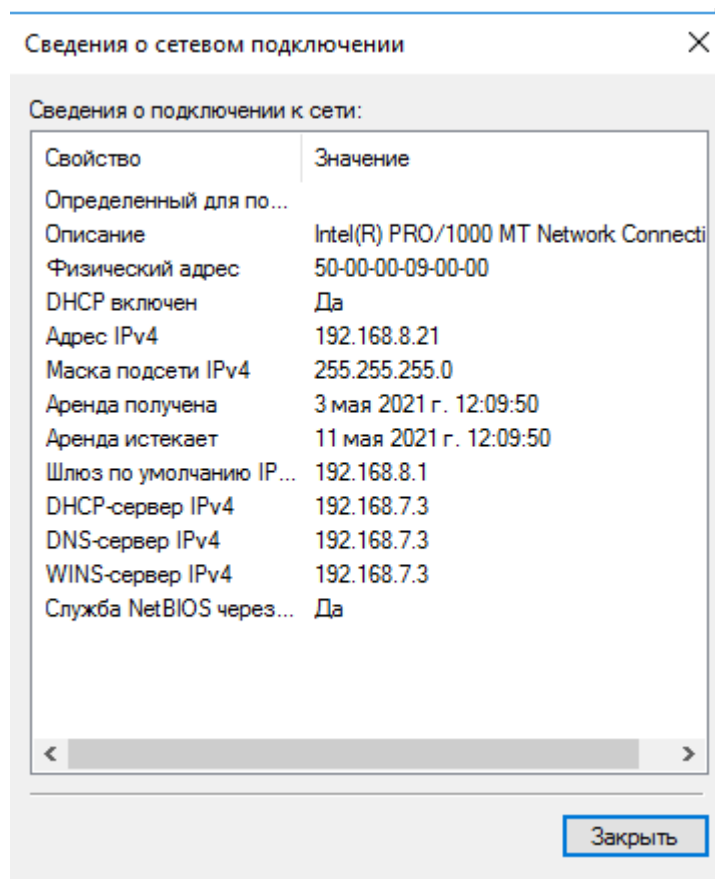 Сведения о сетевом подключении
Сведения о подключении к сети:
Свойство Значение
Определенный для по...
Описание Intel(R) PRO/1000 MT Network Connecti
Физический адрес 50-00-00-09-00-00
DHCP включен Да
Адрес IPv4 192.168.8.21
Маска подсети IPv4 255.255.255.0
Аренда получена 3 мая 2021 г. 12:09:50
Аренда истекает 11 мая 2021 г. 12:09:50
Шлюз по умолчанию IP... 192.168.8.1
DHCP-сервер IPv4 192.168.7.3
DNS-сервер IPv4 192.168.7.3
WINS-сервер IPv4 192.168.7.3
Служба NetBIOS через... Да
Закрыть